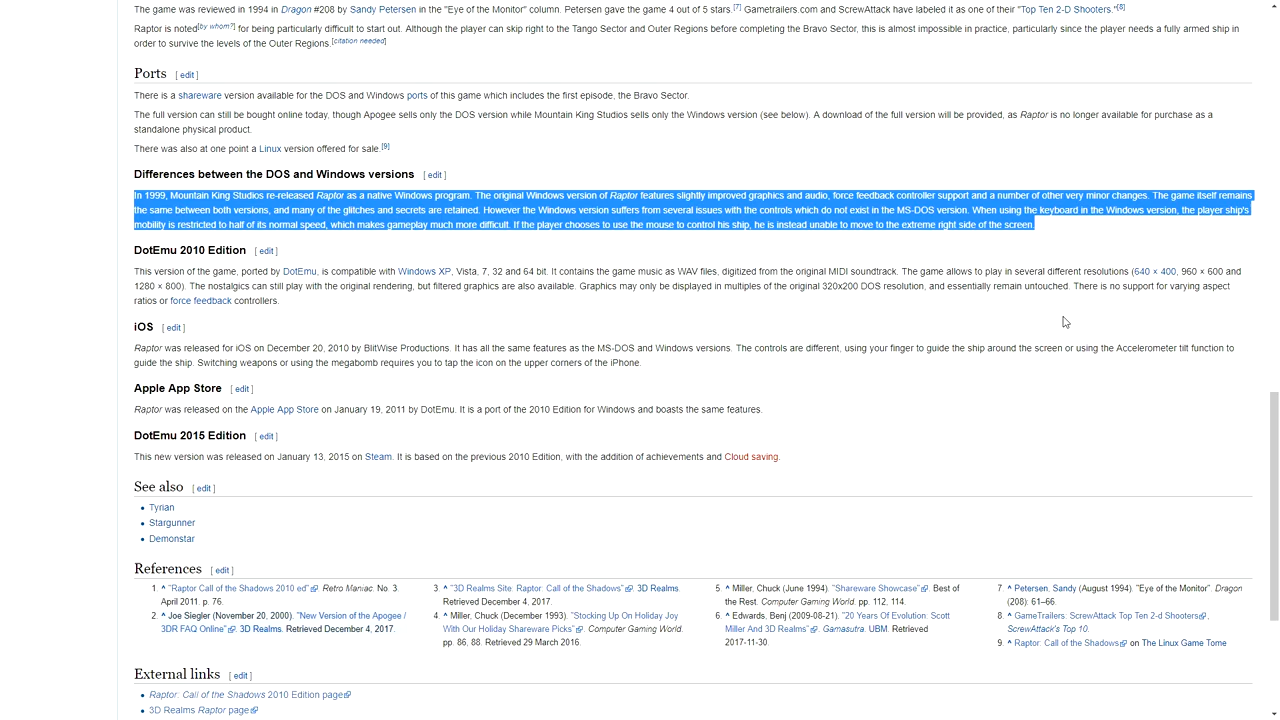 The game was reviewed in 1994 in Dragon #208 by Sandy Petersen in the "Eye of the Monitor" column. Petersen gave the game 4 out of 5 stars.[7] Gametrailers.com and ScrewAttack have labeled it as one of their "Top Ten 2-D Shooters."[8]
Raptor is noted[by whom?] for being particularly difficult to start out. Although the player can skip right to the Tango Sector and Outer Regions before completing the Bravo Sector, this is almost impossible in practice, particularly since the player needs a fully armed ship in
order to survive the levels of the Outer Regions.[citation needed]
Ports [ edit ]
There is a shareware version available for the DOS and Windows ports of this game which includes the first episode, the Bravo Sector.
The full version can still be bought online today, though Apogee sells only the DOS version while Mountain King Studios sells only the Windows version (see below). A download of the full version will be provided, as Raptor is no longer available for purchase as a
standalone physical product.
There was also at one point a Linux version offered for sale.[9]
Differences between the DOS and Windows versions [ edit ]
In 1999, Mountain King Studios re-released Raptor as a native Windows program. The original Windows version of Raptor features slightly improved graphics and audio, force feedback controller support and a number of other very minor changes. The game itself remains
the same between both versions, and many of the glitches and secrets are retained. However the Windows version suffers from several issues with the controls which do not exist in the MS-DOS version. When using the keyboard in the Windows version, the player ship's
mobility is restricted to half of its normal speed, which makes gameplay much more difficult. If the player chooses to use the mouse to control his ship, he is instead unable to move to the extreme right side of the screen.
DotEmu 2010 Edition [ edit ]
This version of the game, ported by DotEmu, is compatible with Windows XP, Vista, 7, 32 and 64 bit. It contains the game music as WAV files, digitized from the original MIDI soundtrack. The game allows to play in several different resolutions (640 × 400, 960 × 600 and
1280 × 800). The nostalgics can still play with the original rendering, but filtered graphics are also available. Graphics may only be displayed in multiples of the original 320x200 DOS resolution, and essentially remain untouched. There is no support for varying aspect
ratios or force feedback controllers.
iOS [ edit ]
Raptor was released for iOS on December 20, 2010 by BlitWise Productions. It has all the same features as the MS-DOS and Windows versions. The controls are different, using your finger to guide the ship around the screen or using the Accelerometer tilt function to
guide the ship. Switching weapons or using the megabomb requires you to tap the icon on the upper corners of the iPhone.
Apple App Store [ edit ]
Raptor was released on the Apple App Store on January 19, 2011 by DotEmu. It is a port of the 2010 Edition for Windows and boasts the same features.
DotEmu 2015 Edition [ edit ]
This new version was released on January 13, 2015 on Steam. It is based on the previous 2010 Edition, with the addition of achievements and Cloud saving.
See also [ edit ]
• Tyrian
• Stargunner
• Demonstar
References [ edit ]
1. ^ "Raptor Call of the Shadows 2010 ed". Retro Maniac. No. 3.
April 2011. p. 76.
2. ^ Joe Siegler (November 20, 2000). "New Version of the Apogee /
3DR FAQ Online". 3D Realms. Retrieved December 4, 2017.
3. ^ "3D Realms Site: Raptor: Call of the Shadows". 3D Realms.
Retrieved December 4, 2017.
4. ^ Miller, Chuck (December 1993). "Stocking Up On Holiday Joy
With Our Holiday Shareware Picks". Computer Gaming World.
pp. 86, 88. Retrieved 29 March 2016.
5. ^ Miller, Chuck (June 1994). "Shareware Showcase". Best of
the Rest. Computer Gaming World. pp. 112, 114.
6. ^ Edwards, Benj (2009-08-21). "20 Years Of Evolution: Scott
Miller And 3D Realms". Gamasutra. UBM. Retrieved
2017-11-30.
7. ^ Petersen, Sandy (August 1994). "Eye of the Monitor". Dragon
(208): 61–66.
8. ^ GameTrailers: ScrewAttack Top Ten 2-d Shooters,
ScrewAttack's Top 10.
9. ^ Raptor: Call of the Shadows on The Linux Game Tome
External links [ edit ]
• Raptor: Call of the Shadows 2010 Edition page
• 3D Realms Raptor page